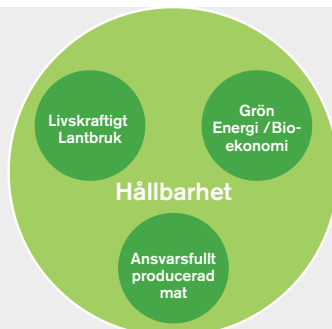 Livskraftigt
Lantbruk
Grön
Energi /Bio-
ekonomi
Hållbarhet
Ansvarsfullt
producerad
mat